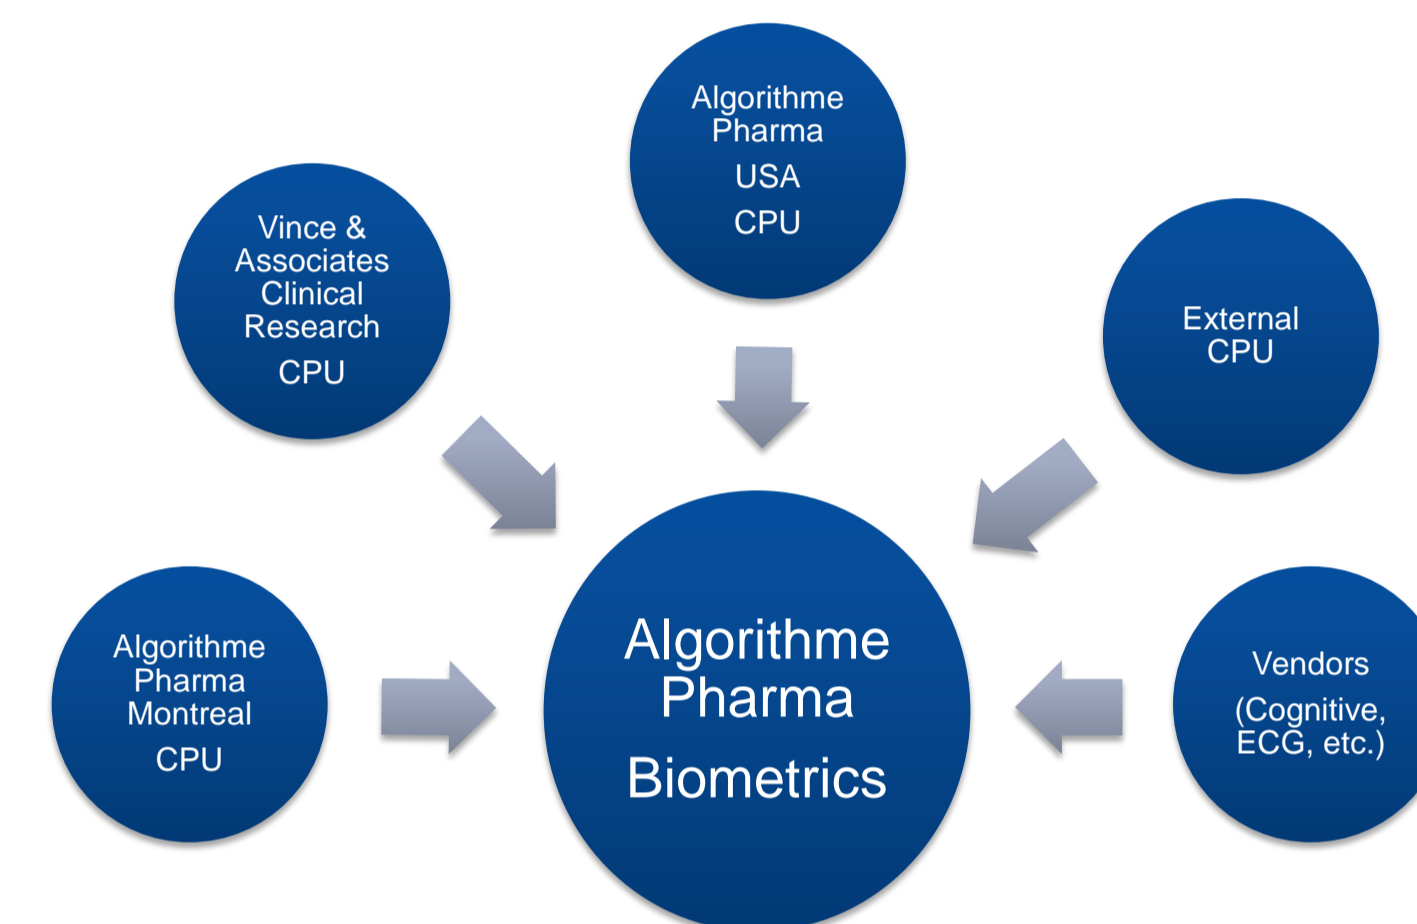 Algorithme
Pharma
USA
CPU
Vince &
Associates
Clinical
Research
CPU
External
CPU
Algorithme
Pharma
Montreal
CPU
Algorithme
Pharma
Biometrics
Vendors
(Cognitive,
ECG, etc.)